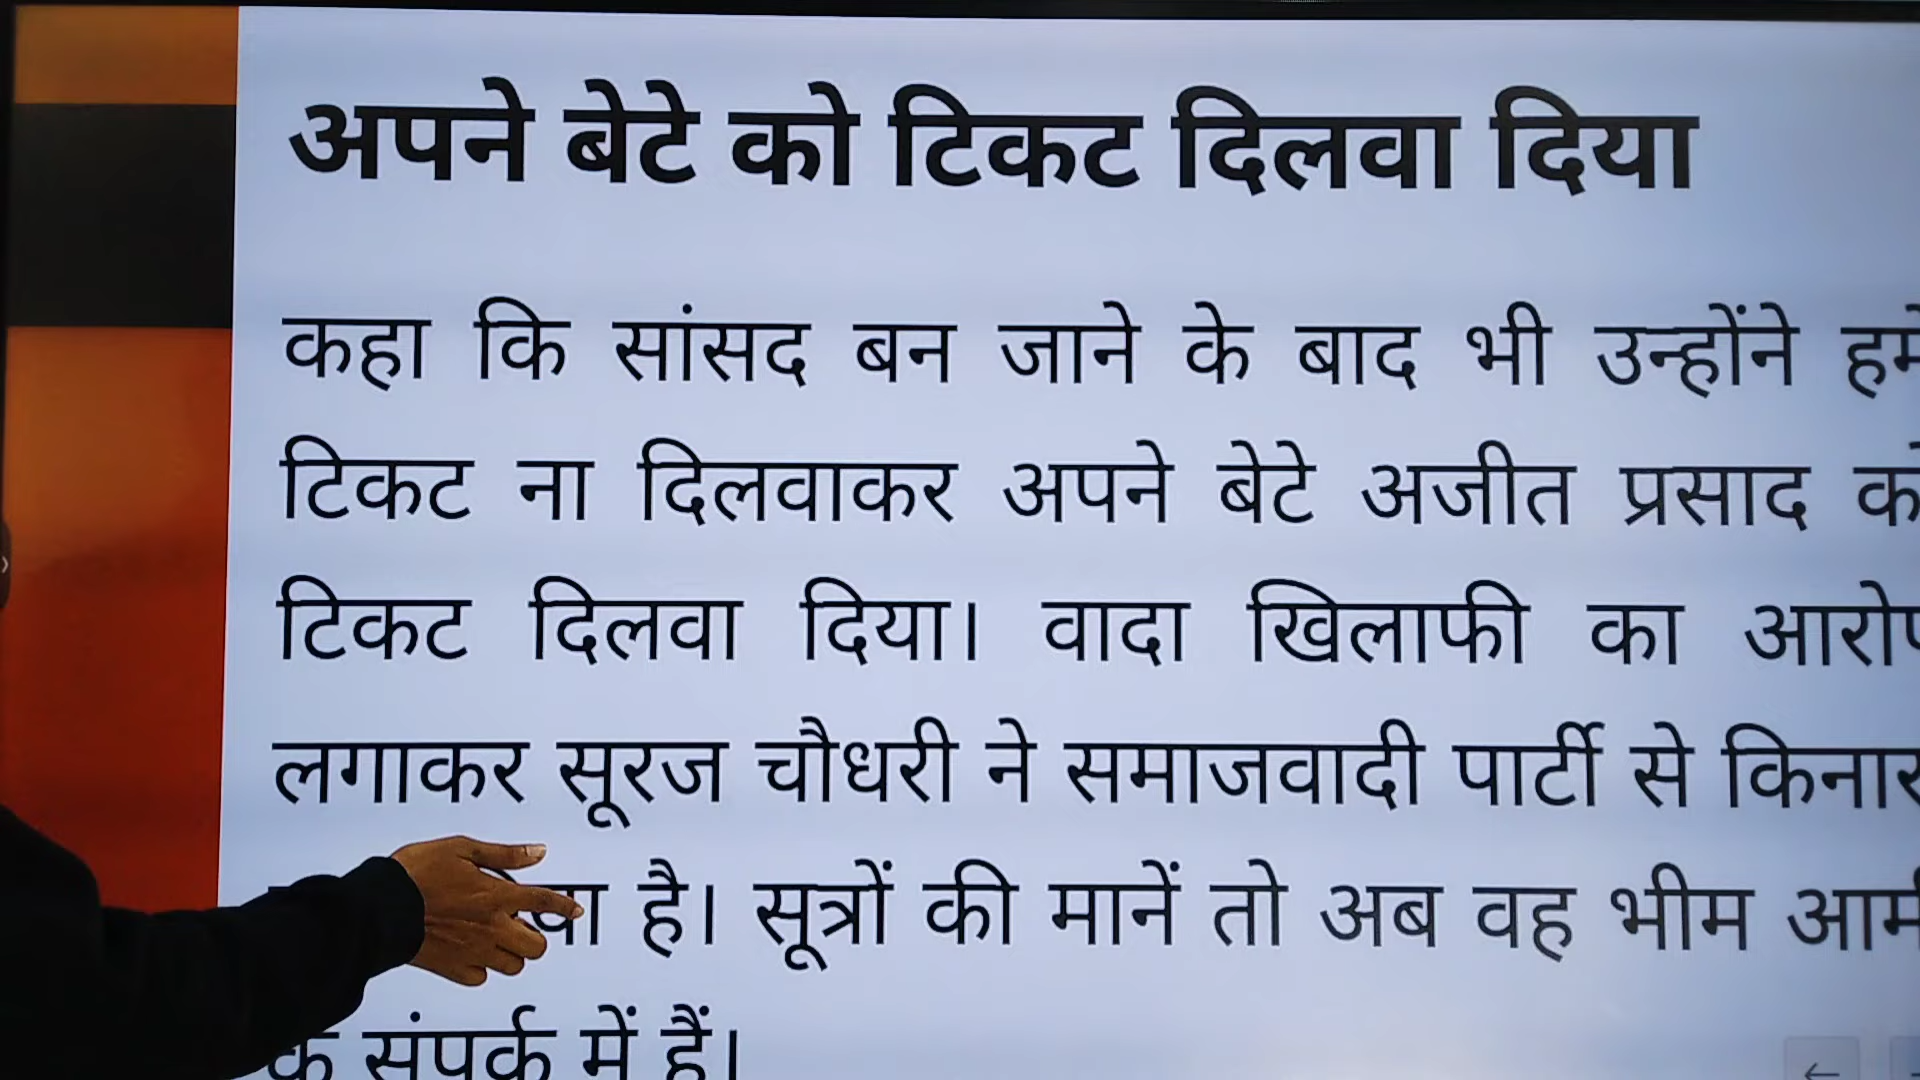 अपने बेटे को टिकट दिलवा दिया
कहा कि सांसद बन जाने के बाद भी उन्होंने
टिकट ना दिलवाकर अपने बेटे अजीत प्रसाद
टिकट दिलवा दिया। वादा खिलाफी का
लगाकर सूरज चौधरी ने समाजवादी पार्टी से
है। सूत्रों की मानें तो अब वह भीम
के संपर्क में हैं।